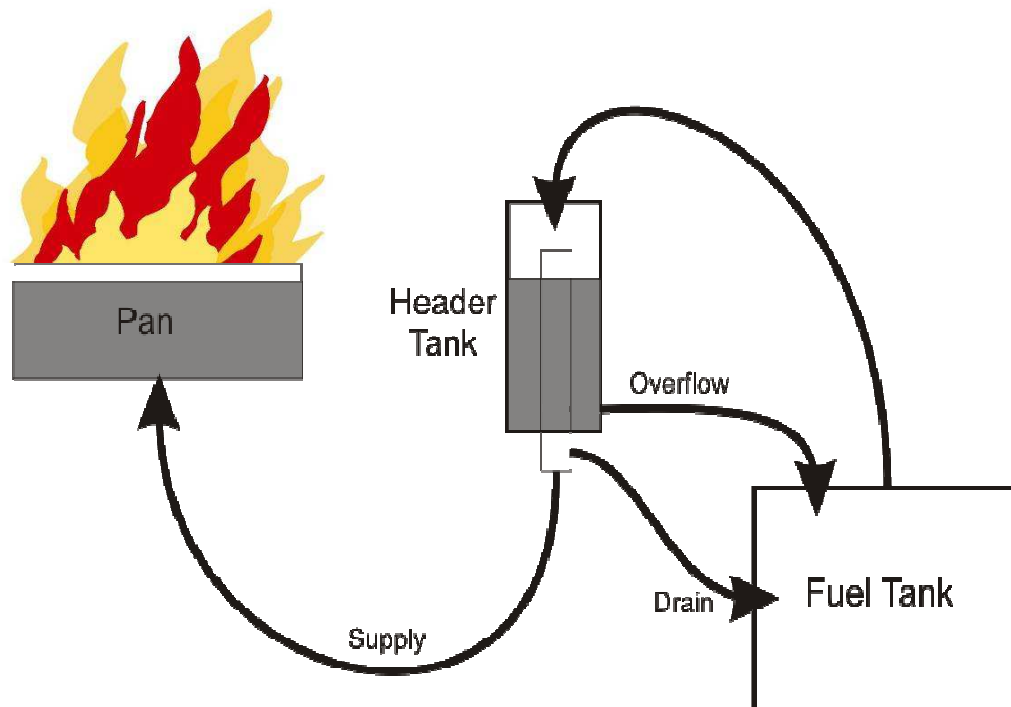 Pan
Header
Tank
Overflow
Supply
Drain
Fuel Tank